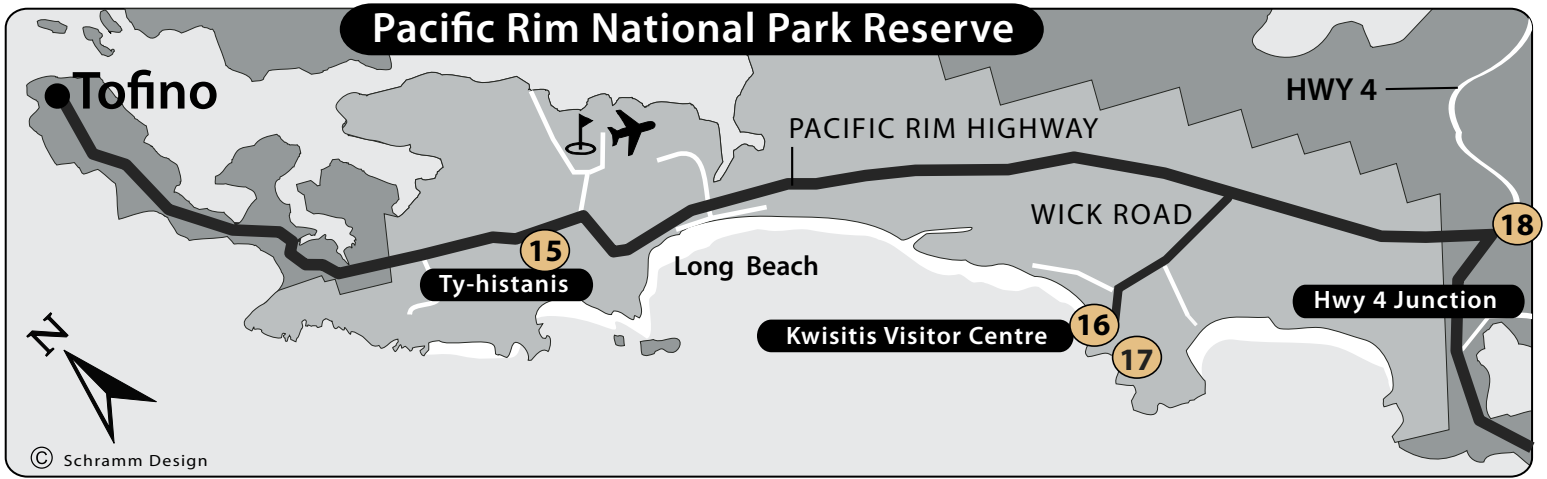 Pacific Rim National Park Reserve
Tofino
HWY 4
PACIFIC RIM HIGHWAY
WICK ROAD
18
15
Long Beach
Ty-histanis
Hwy 4 Junction
16
Kwisitis Visitor Centre
17
N
© Schramm Design